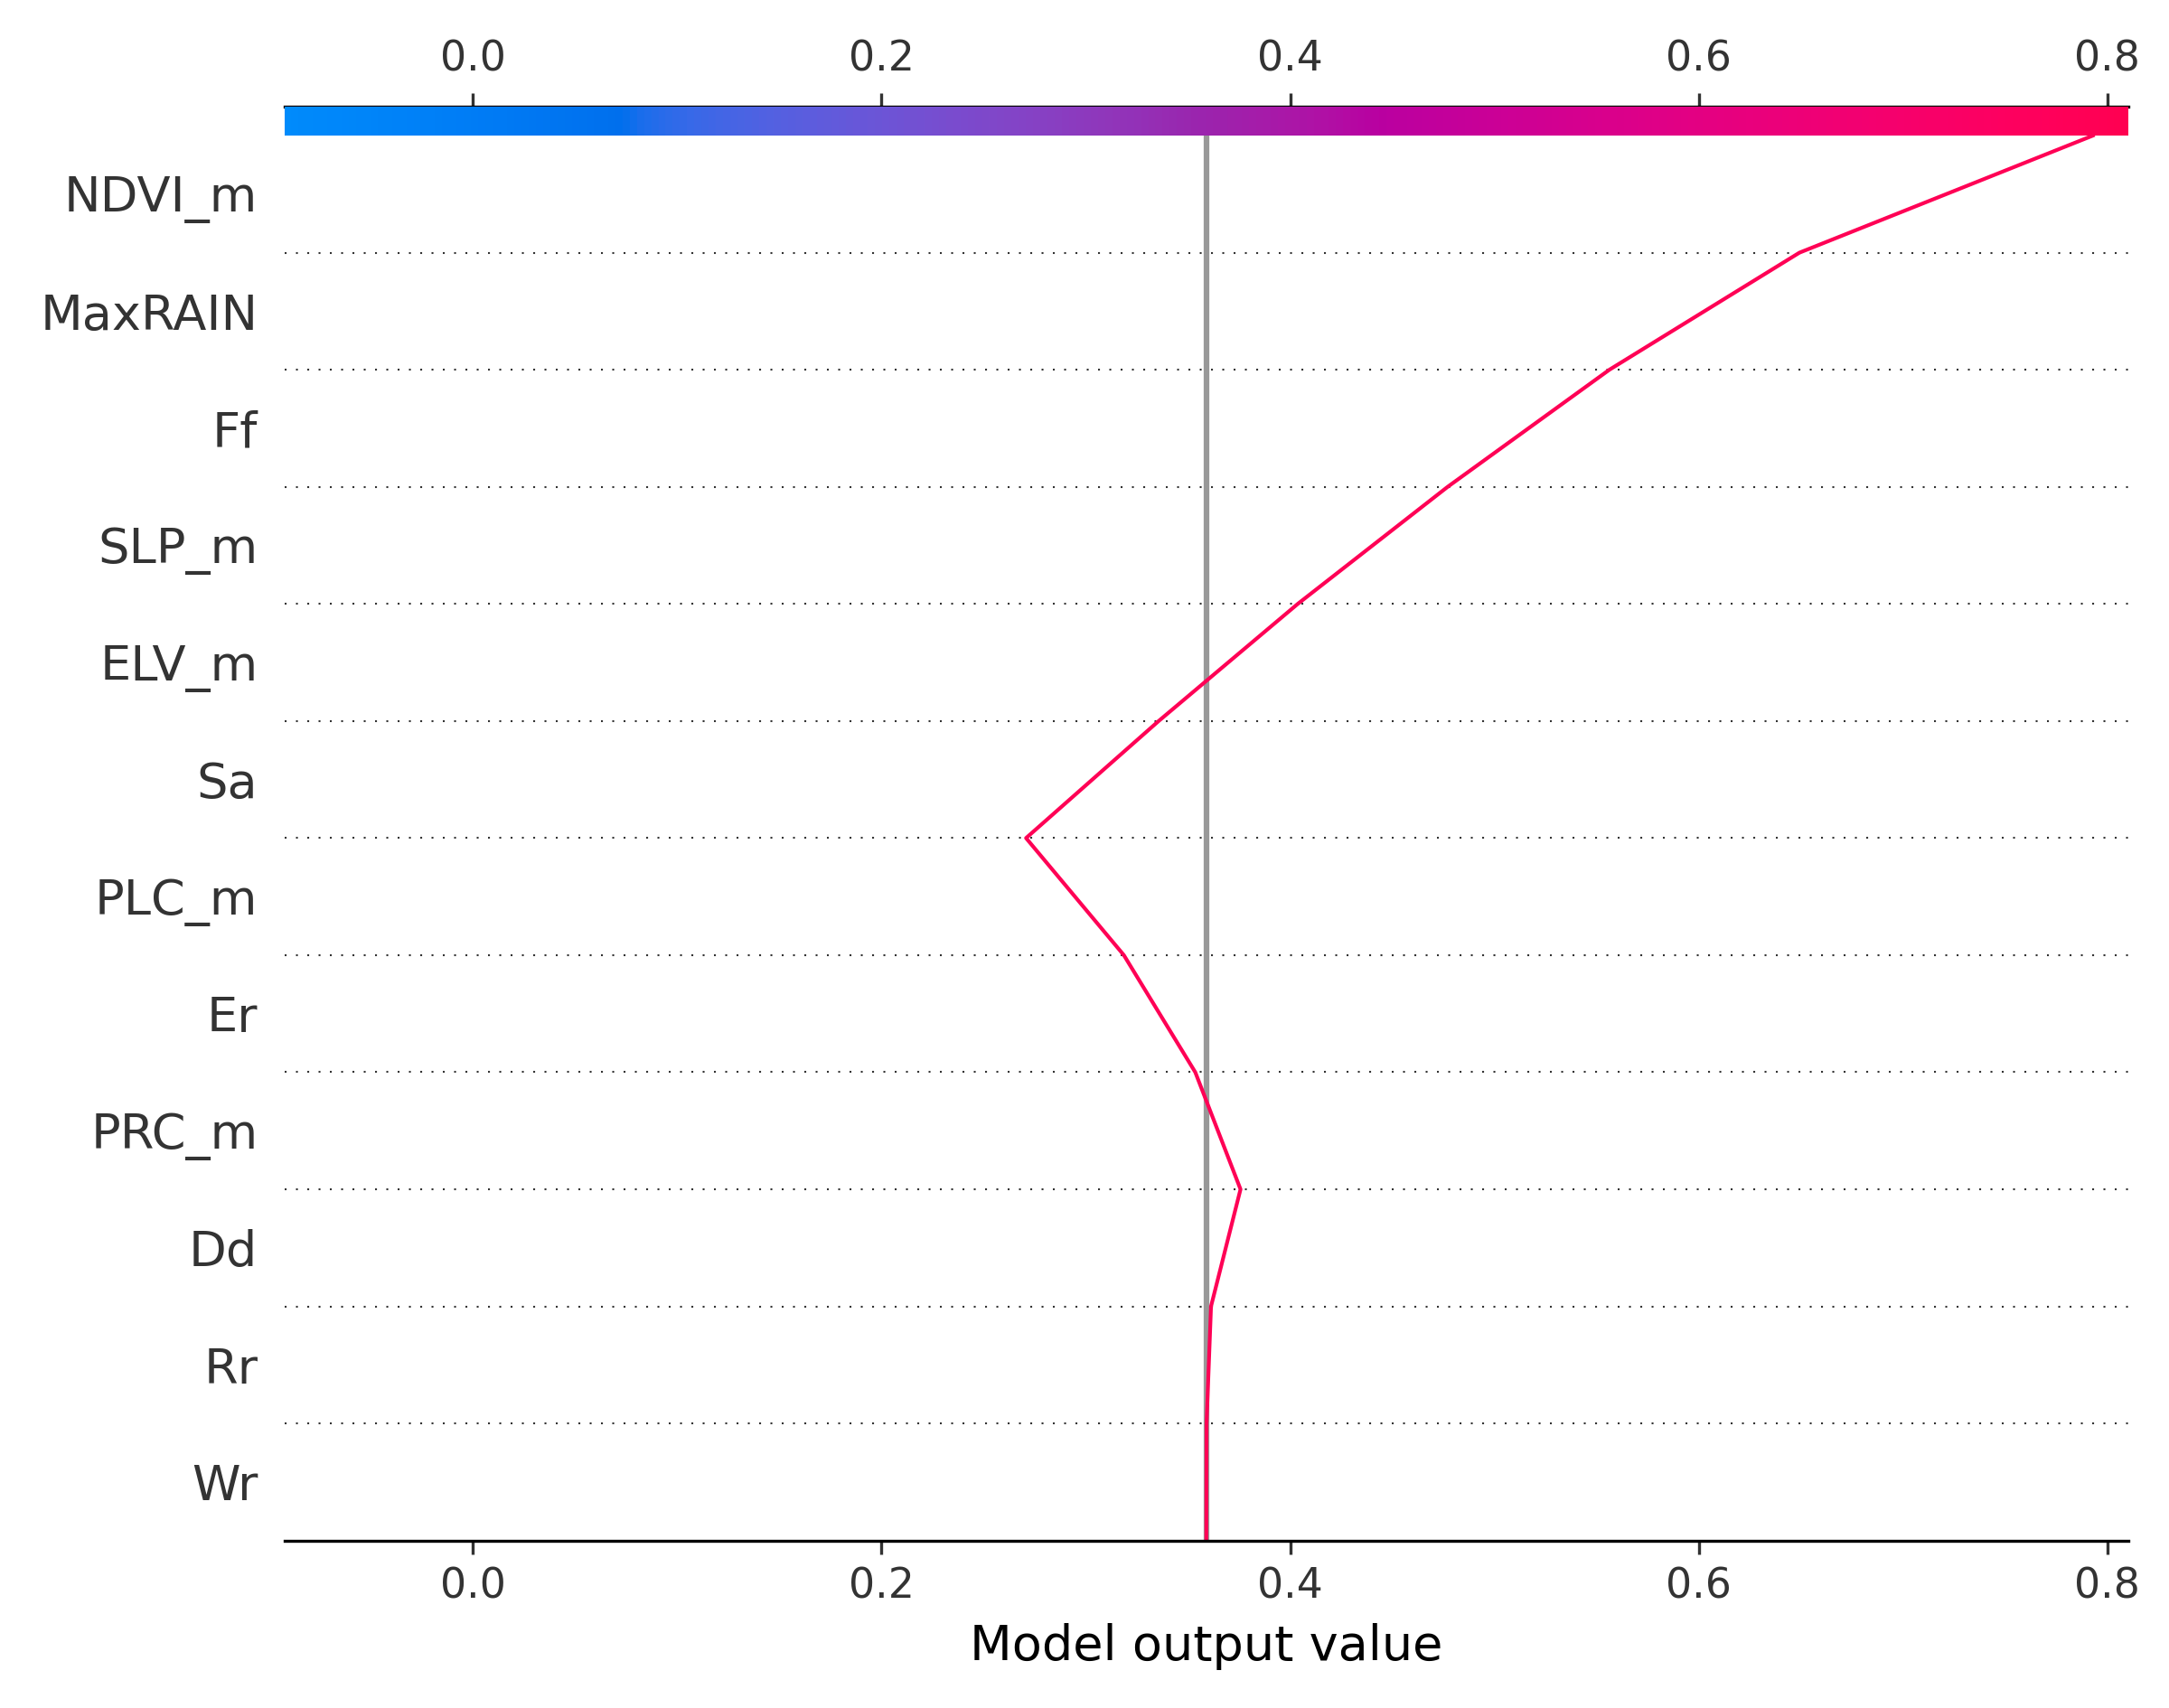 0.0 0.2 0.4 0.6 0.8
NDVI_m
MaxRAIN
Ff
SLP_m
ELV_m
Sa
PLC_m
Er
PRC_m
Dd
Rr
Wr
0.0 0.2 0.4 0.6 0.8
Model output value